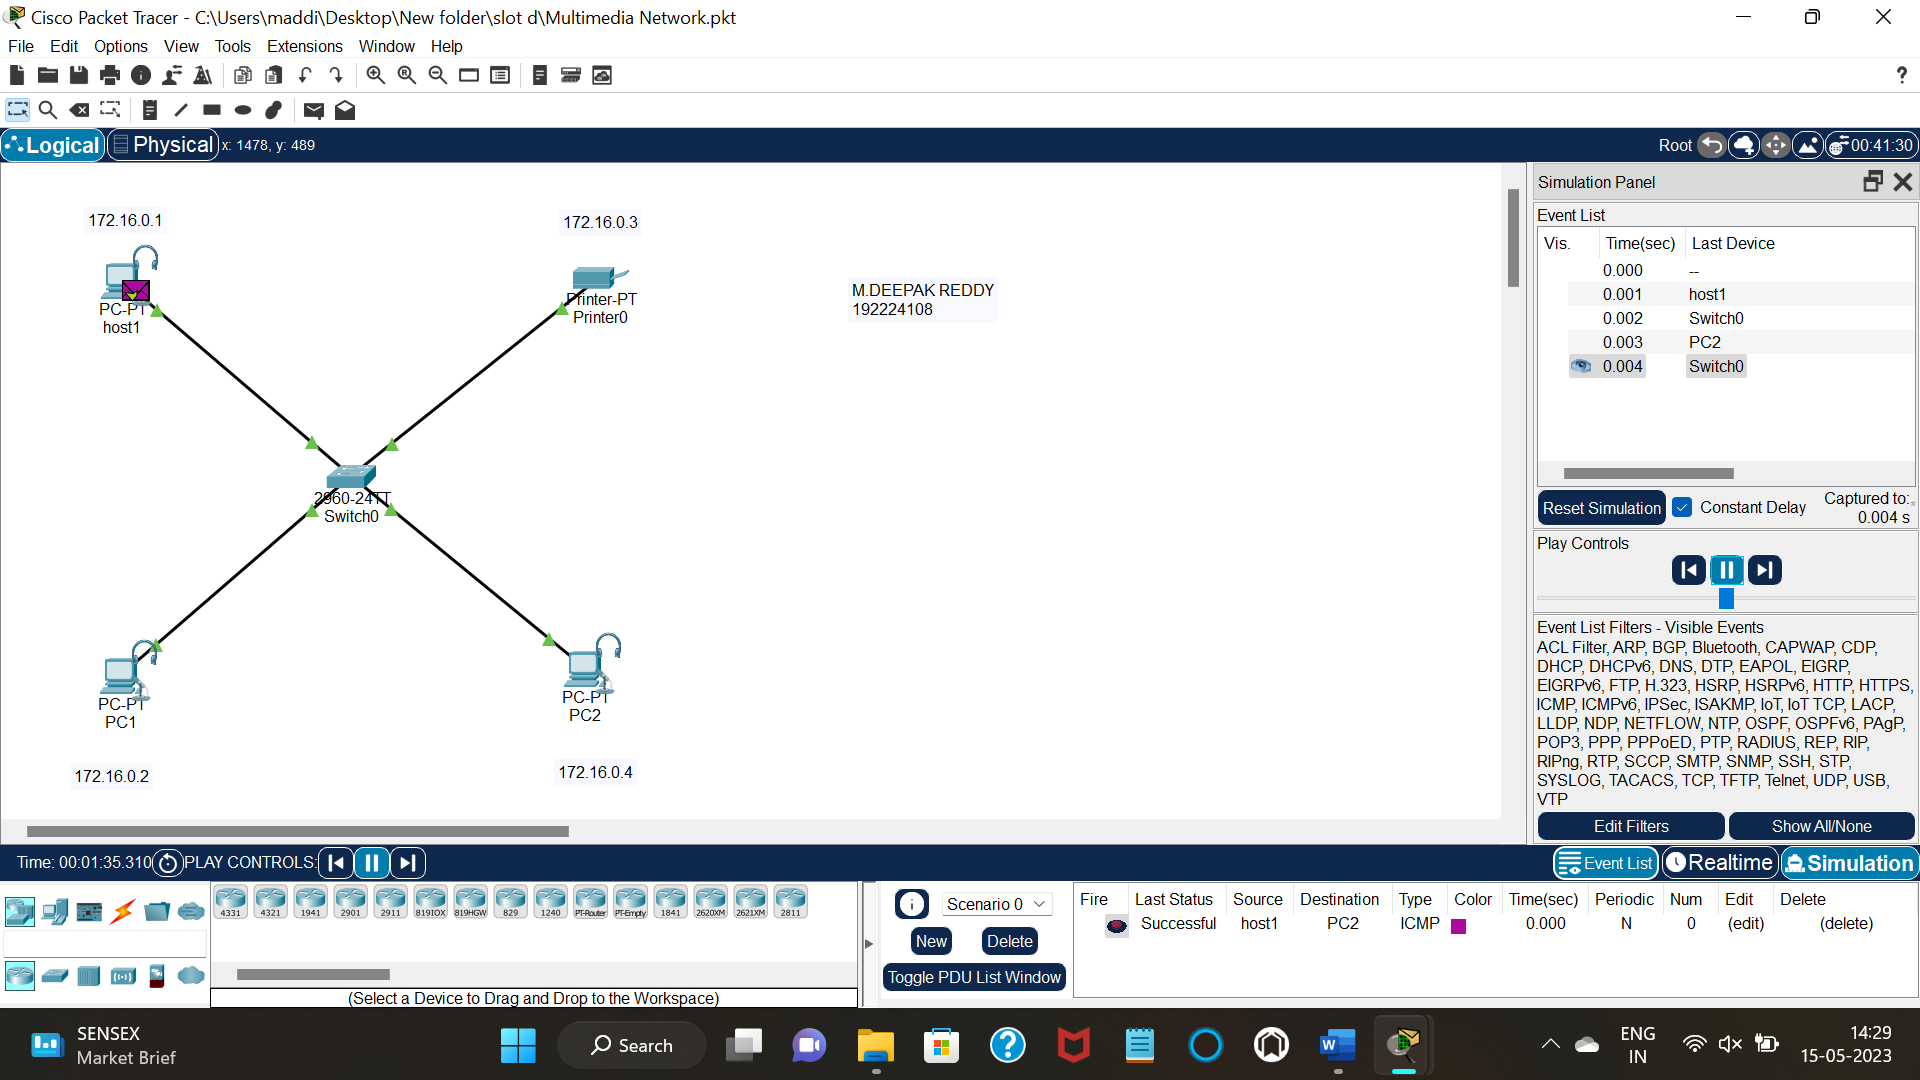 Cisco Packet Tracer - C:\Users\maddi\Desktop\New folder\slot d\Multimedia Network.pkt
File Edit Options View Tools Extensions Window Help
?
Logical Physical x: 1478, y: 489 Root 00:41:30
172.16.0.1
172.16.0.3
PC-PT
host1
Printer-PT
Printer0
M.DEEPAK REDDY
192224108
2960-24TT
Switch0
PC-PT
PC1
PC-PT
PC2
172.16.0.2
172.16.0.4
Simulation Panel
Event List
Vis. Time(sec) Last Device
0.000 --
0.001 host1
0.002 Switch0
0.003 PC2
0.004 Switch0
Reset Simulation Constant Delay Captured to:
0.004 s
Play Controls
Event List Filters - Visible Events
ACL Filter, ARP, BGP, Bluetooth, CAPWAP, CDP,
DHCP, DHCPv6, DNS, DTP, EAPOL, EIGRP,
EIGRPv6, FTP, H.323, HSRP, HSRPv6, HTTP, HTTPS,
ICMP, ICMPv6, IPSec, ISAKMP, IoT, IoT TCP, LACP,
LLDP, NDP, NETFLOW, NTP, OSPF, OSPFv6, PAgP,
POP3, PPP, PPPoED, PTP, RADIUS, REP, RIP,
RIPng, RTP, SCCP, SMTP, SNMP, SSH, STP,
SYSLOG, TACACS, TCP, TFTP, Telnet, UDP, USB,
VTP
Edit Filters Show All/None
Time: 00:01:35.310 PLAY CONTROLS:
Event List Realtime Simulation
4331 4321 1941 2901 2911 819IOX 819HGW 829 1240 PT-Router PT-Empty 1841 2620XM 2621XM 2811
(Select a Device to Drag and Drop to the Workspace)
Scenario 0
New Delete
Toggle PDU List Window
Fire Last Status Source Destination Type Color Time(sec) Periodic Num Edit Delete
Successful host1 PC2 ICMP 0.000 N 0 (edit) (delete)
SENSEX
Market Brief
Search
ENG
IN
14:29
15-05-2023